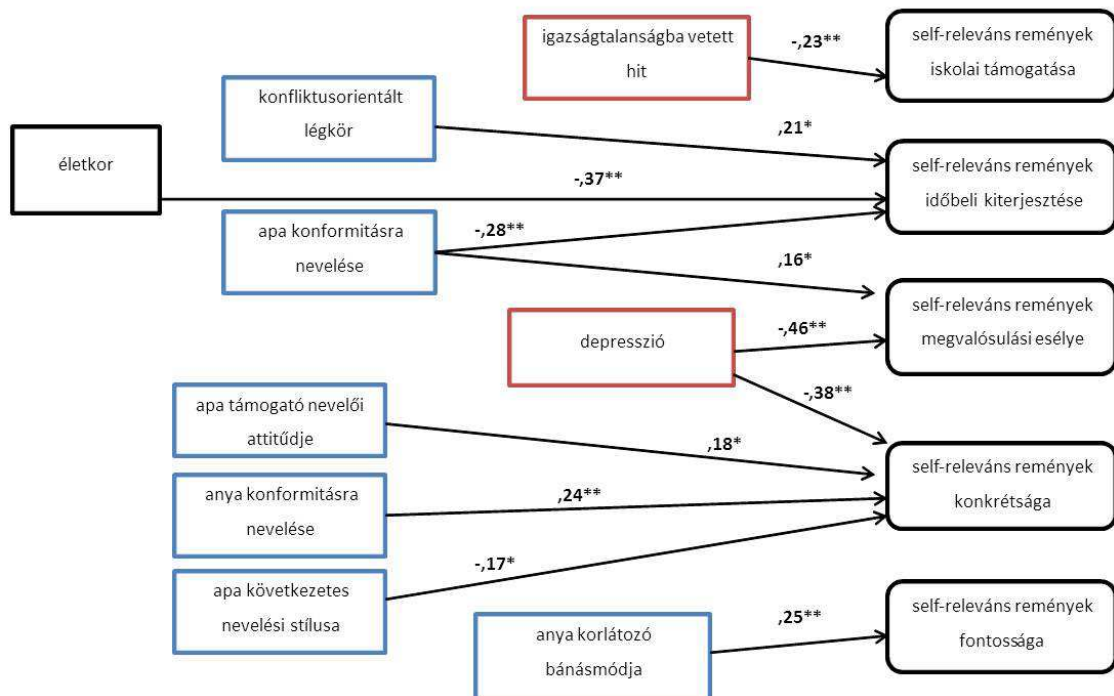 igazságtalanságba vetett
hit
-,23**
self-releváns remények
iskolai támogatása
konfliktusorientált
légkör
,21*
életkor
-,37**
self-releváns remények
időbeli kiterjesztése
apa konformitásra
nevelése
-,28**
,16*
self-releváns remények
megvalósulási esélye
depresszió
-,46**
-,38**
apa támogató nevelői
attitűdje
,18*
self-releváns remények
konkrétsága
anya konformitásra
nevelése
,24**
apa következetes
nevelési stílusa
-,17*
anya korlátozó
bánásmódja
,25**
self-releváns remények
fontossága